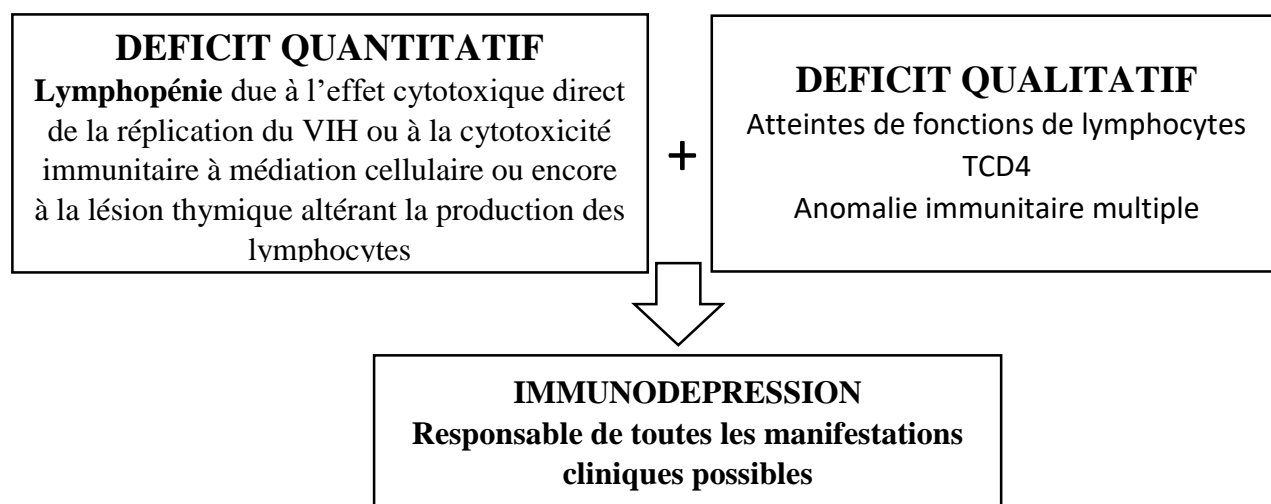 DEFICIT QUANTITATIF
Lymphopénie due à l’effet cytotoxique direct
de la réplication du VIH ou à la cytotoxicité
immunitaire à médiation cellulaire ou encore
à la lésion thymique altérant la production des
lymphocytes
+
DEFICIT QUALITATIF
Atteintes de fonctions de lymphocytes
TCD4
Anomalie immunitaire multiple
IMMUNODEPRESSION
Responsable de toutes les manifestations
cliniques possibles